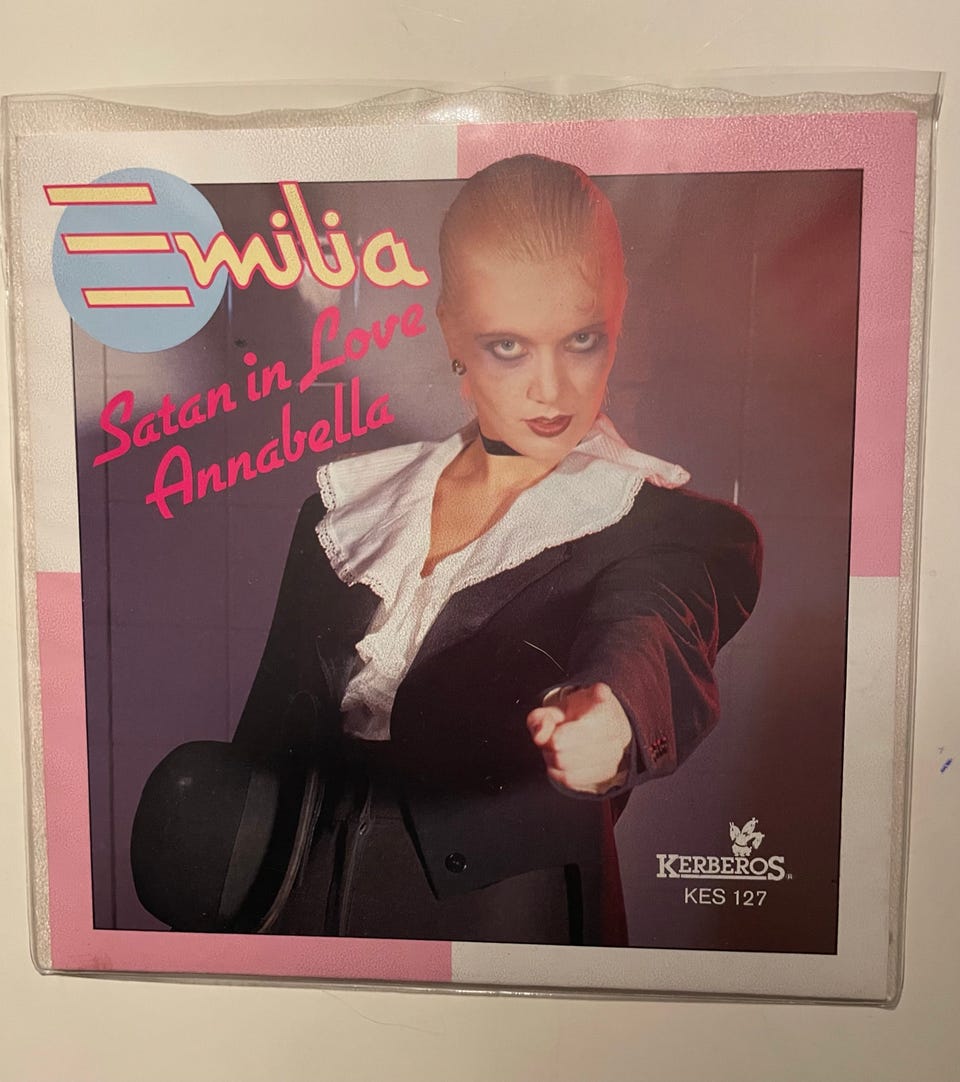 Emilia
Satan in Love
Annabella
KERBEROS
KES 127